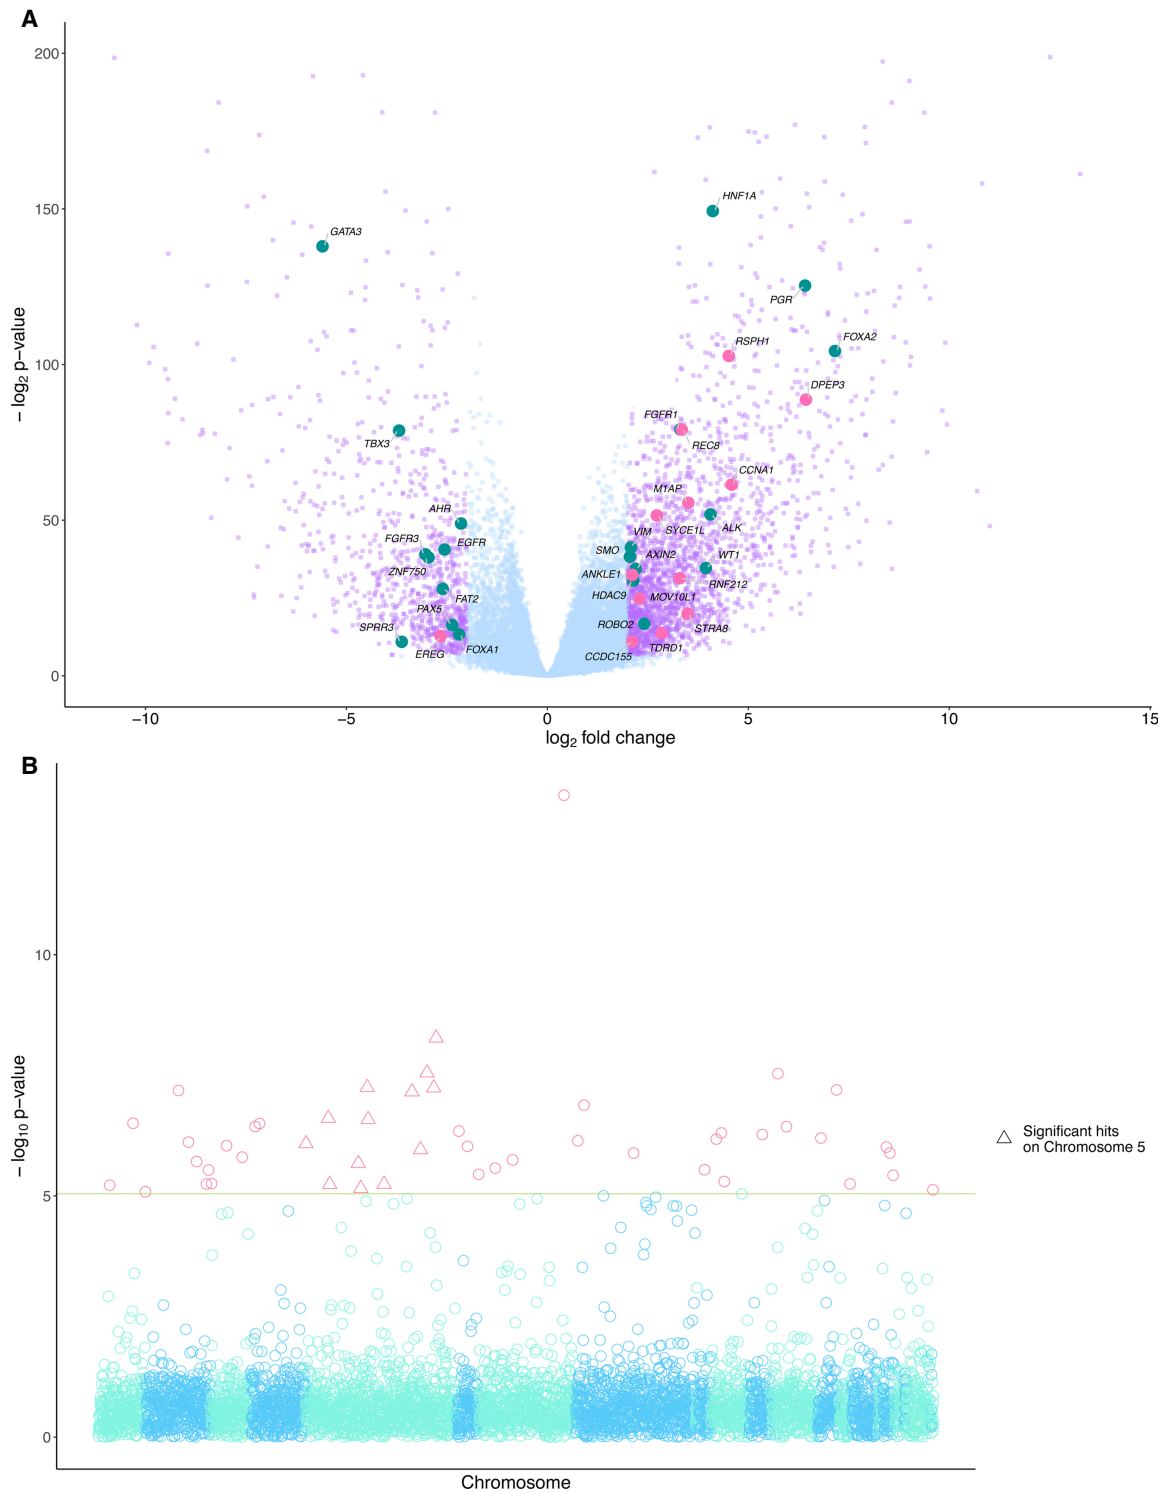 A
200
150
100
50
0
− log2 p−value
HNF1A
GATA3
PGR
RSPH1
FOXA2
DPEP3
FGFR1
TBX3
REC8
CCNA1
M1AP
AHR
VIM
SYCE1L
ALK
FGFR3
EGFR
SMO
AXIN2
WT1
ZNF750
ANKLE1
RNF212
FAT2
HDAC9
MOV10L1
PAX5
SPRR3
ROBO2
STRA8
EREG
FOXA1
CCDC155
TDRD1
−10
−5
0
5
10
15
log2 fold change
B
10
5
0
− log10 p−value
Significant hits
on Chromosome 5
Chromosome